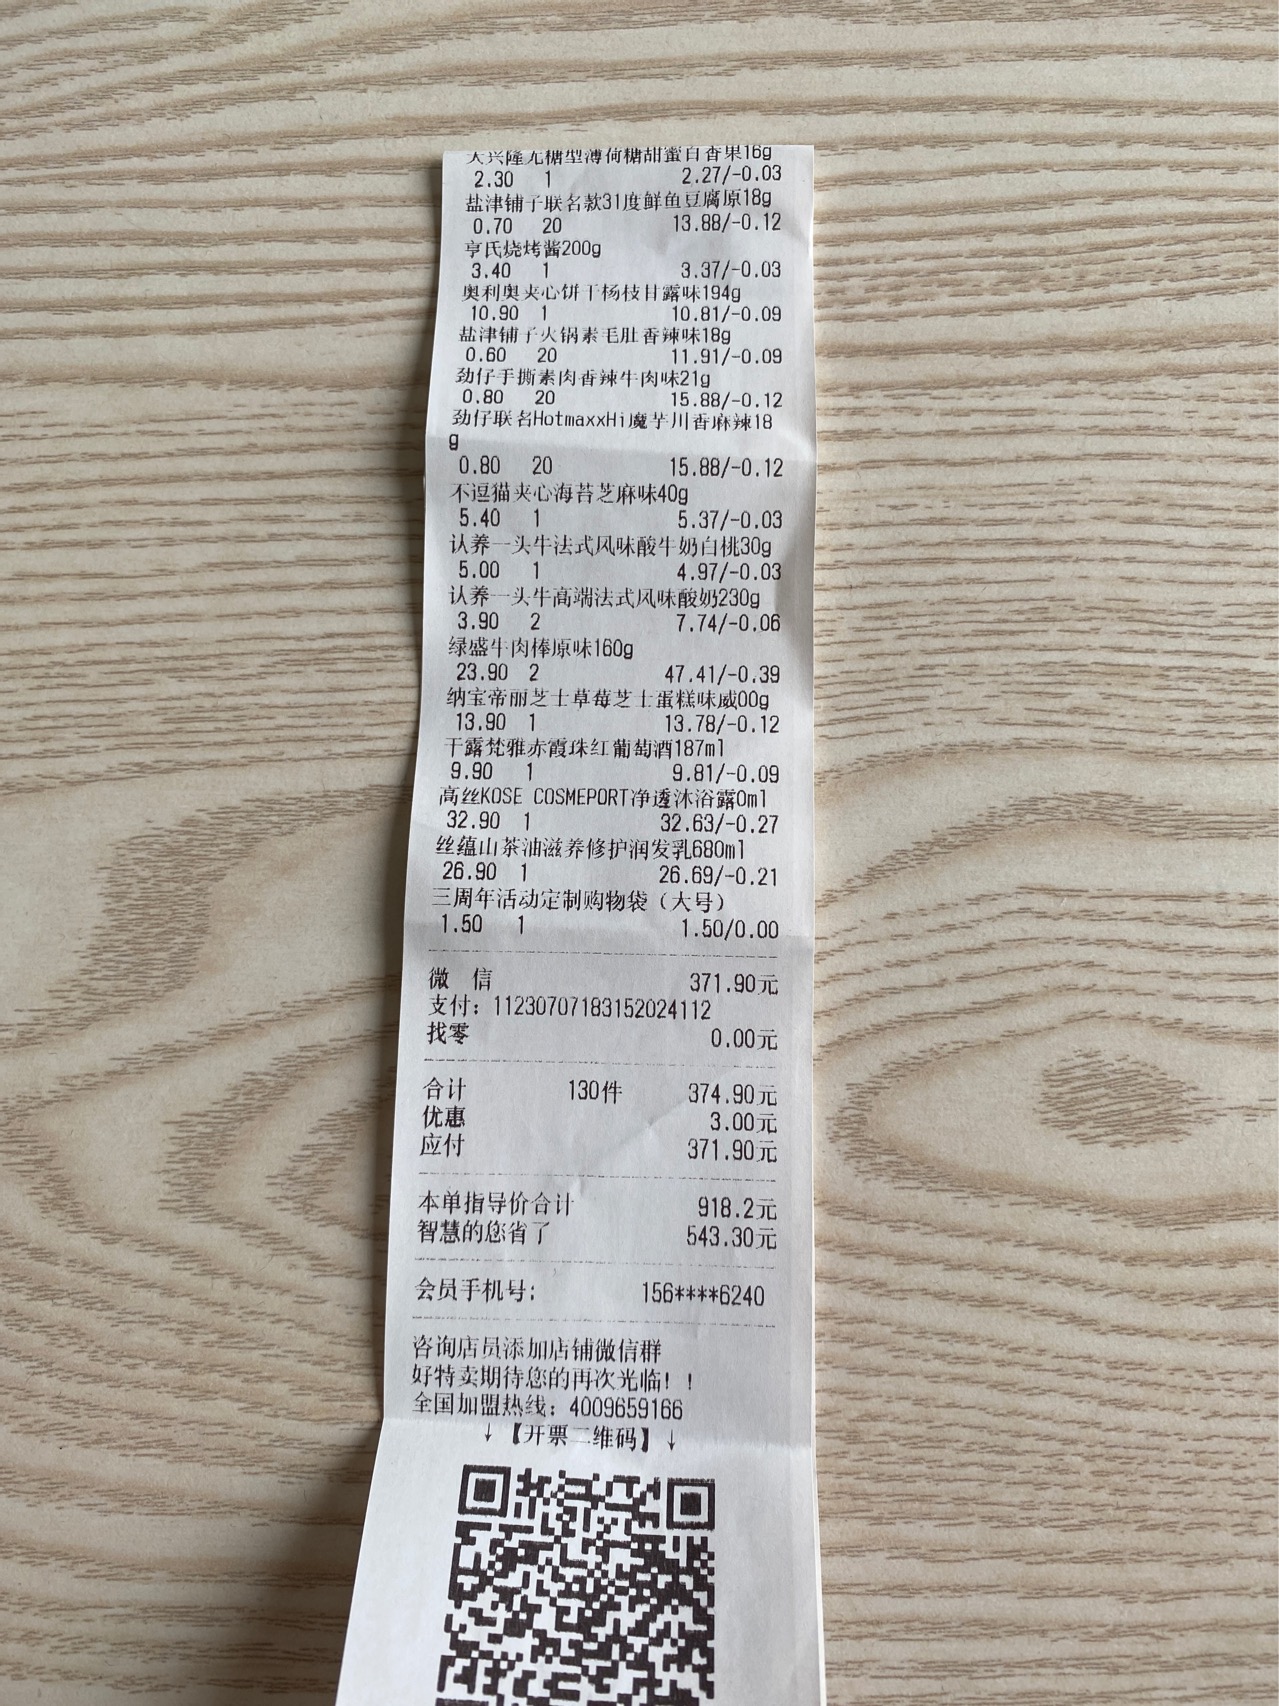 大兴隆无糖型薄荷糖甜蜜百香果16g
2.30 1 2.27/-0.03
盐津铺子联名款31度鲜鱼豆腐原18g
0.70 20 13.88/-0.12
亨氏烧烤酱200g
3.40 1 3.37/-0.03
奥利奥夹心饼干杨枝甘露味194g
10.90 1 10.81/-0.09
盐津铺子火锅素毛肚香辣味18g
0.60 20 11.91/-0.09
劲仔手撕素肉香辣牛肉味21g
0.80 20 15.88/-0.12
劲仔联名HotmaxxHi魔芋川香麻辣18
g
0.80 20 15.88/-0.12
不逗猫夹心海苔芝麻味40g
5.40 1 5.37/-0.03
认养一头牛法式风味酸牛奶白桃30g
5.00 1 4.97/-0.03
认养一头牛高端法式风味酸奶230g
3.90 2 7.74/-0.06
绿盛牛肉棒原味160g
23.90 2 47.41/-0.39
纳宝帝丽芝士草莓芝士蛋糕味威00g
13.90 1 13.78/-0.12
干露梵雅赤霞珠红葡萄酒187ml
9.90 1 9.81/-0.09
高丝KOSE COSMEPORT净透沐浴露0ml
32.90 1 32.63/-0.27
丝蕴山茶油滋养修护润发乳680ml
26.90 1 26.69/-0.21
三周年活动定制购物袋（大号）
1.50 1 1.50/0.00
微 信 371.90元
支付：11230707183152024112
找零 0.00元
合计 130件 374.90元
优惠 3.00元
应付 371.90元
本单指导价合计 918.2元
智慧的您省了 543.30元
会员手机号: 156****6240
咨询店员添加店铺微信群
好特卖期待您的再次光临！！
全国加盟热线：4009659166
↓【开票二维码】↓